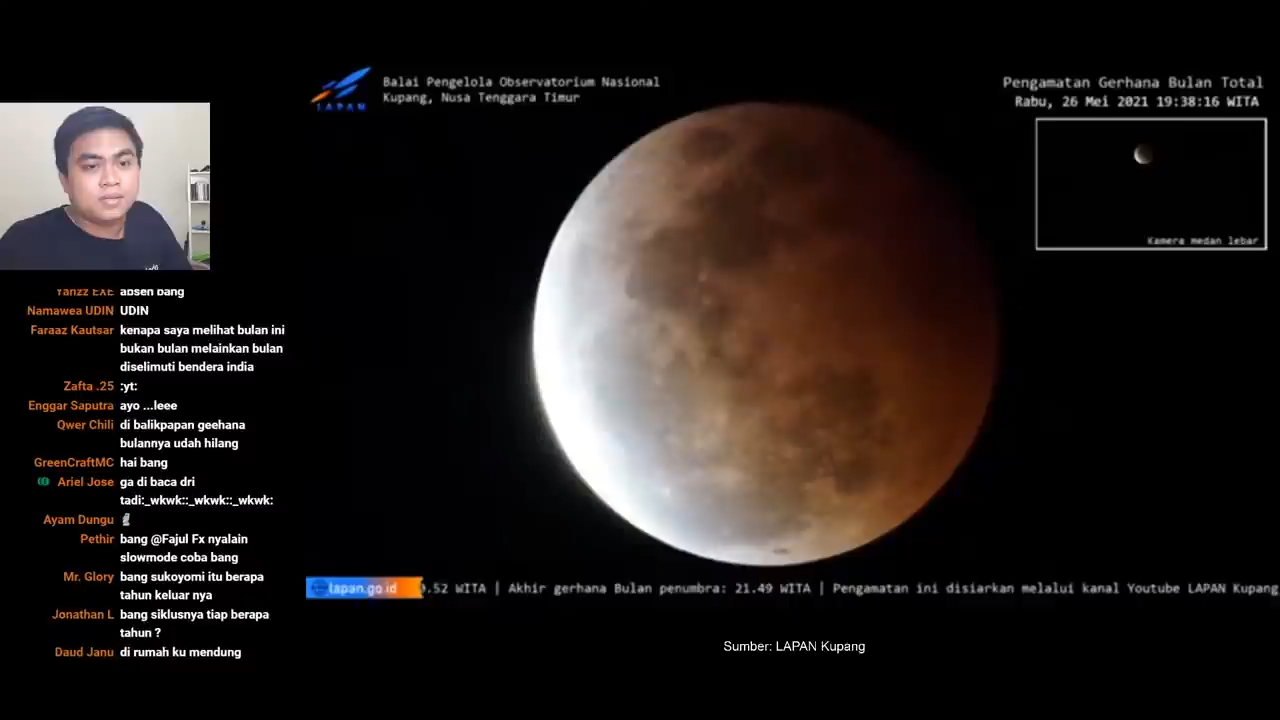 LAPAN
Balai Pengelola Observatorium Nasional
Kupang, Nusa Tenggara Timur
Pengamatan Gerhana Bulan Total
Rabu, 26 Mei 2021 19:38:16 WITA
Kamera medan lebar
Yanzz EXE absen bang
Namawea UDIN UDIN
Faraaz Kautsar kenapa saya melihat bulan ini
bukan bulan melainkan bulan
diselimuti bendera india
Zafta .25 :yt:
Enggar Saputra ayo ...leee
Qwer Chili di balikpapan geehana
bulannya udah hilang
GreenCraftMC hai bang
Ariel Jose ga di baca dri
tadi:_wkwk::_wkwk::_wkwk:
Ayam Dungu 🗿
Pethir bang @Fajul Fx nyalain
slowmode coba bang
Mr. Glory bang sukoyomi itu berapa
tahun keluar nya
Jonathan L bang siklusnya tiap berapa
tahun ?
Daud Janu di rumah ku mendung
lapan.go.id .52 WITA | Akhir gerhana Bulan penumbra: 21.49 WITA | Pengamatan ini disiarkan melalui kanal Youtube LAPAN Kupang
Sumber: LAPAN Kupang